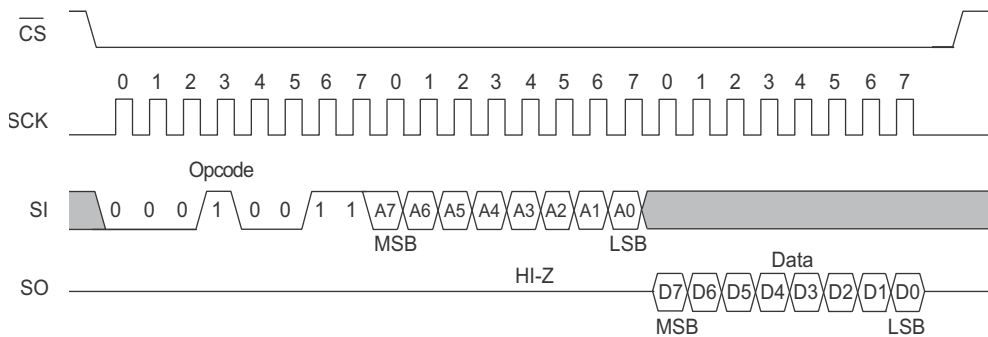 CS
0 1 2 3 4 5 6 7 0 1 2 3 4 5 6 7 0 1 2 3 4 5 6 7
SCK
Opcode
SI 0 0 0 1 0 0 1 1 A7 A6 A5 A4 A3 A2 A1 A0
MSB LSB
HI-Z Data
SO D7 D6 D5 D4 D3 D2 D1 D0
MSB LSB